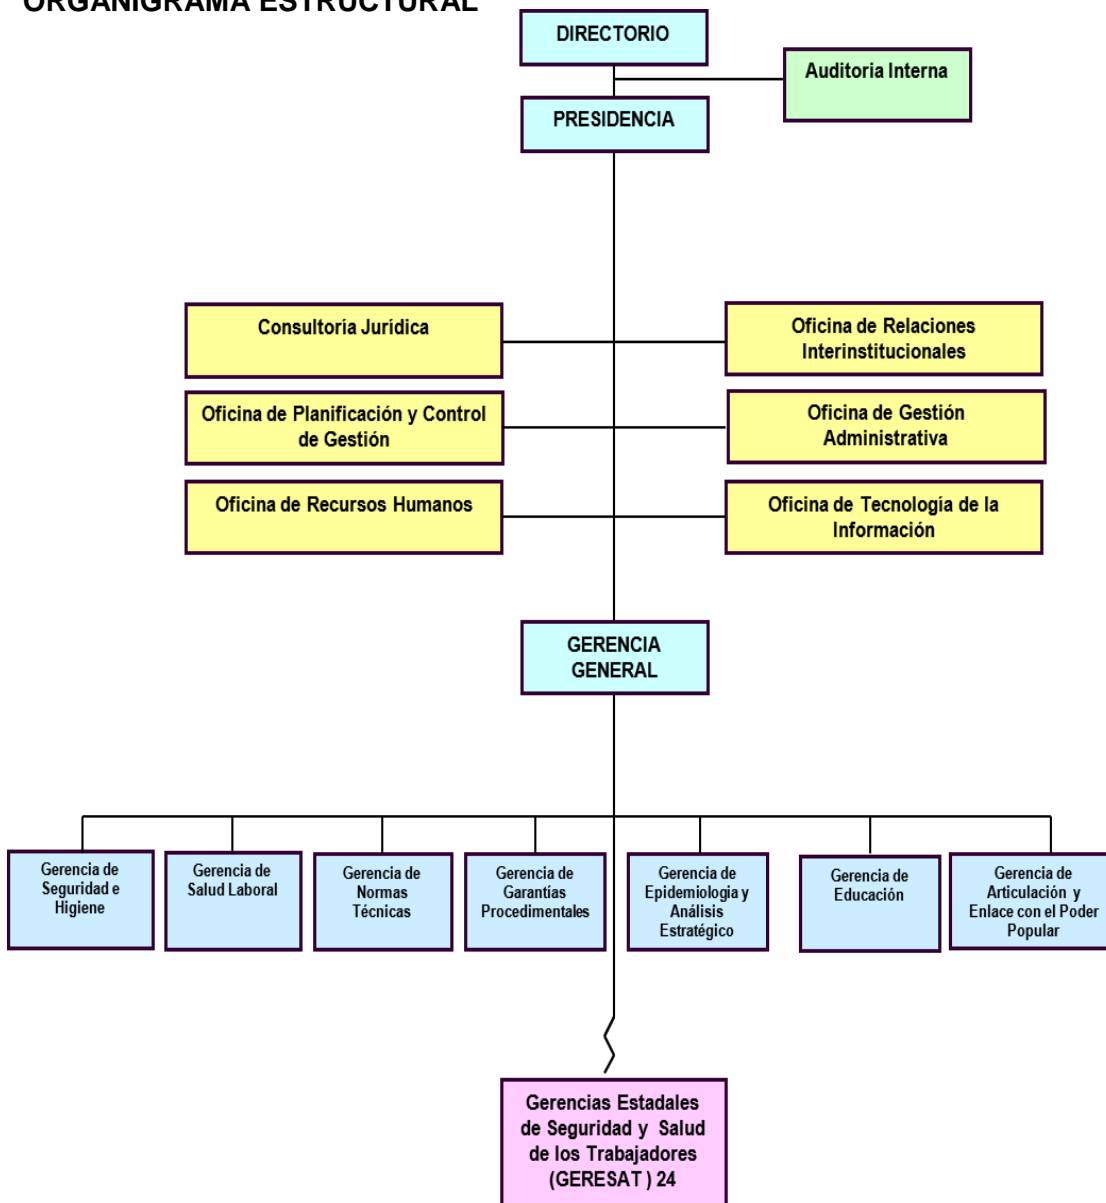 ORGANIGRAMA ESTRUCTURAL
DIRECTORIO
Auditoria Interna
PRESIDENCIA
Consultoría Jurídica
Oficina de Relaciones
Interinstitucionales
Oficina de Planificación y Control
de Gestión
Oficina de Gestión
Administrativa
Oficina de Recursos Humanos
Oficina de Tecnología de la
Información
GERENCIA
GENERAL
Gerencia de
Seguridad e
Higiene
Gerencia de
Salud Laboral
Gerencia de
Normas
Técnicas
Gerencia de
Garantías
Procedimentales
Gerencia de
Epidemiologia y
Análisis
Estratégico
Gerencia de
Educación
Gerencia de
Articulación y
Enlace con el Poder
Popular
Gerencias Estadales
de Seguridad y Salud
de los Trabajadores
(GERESAT ) 24